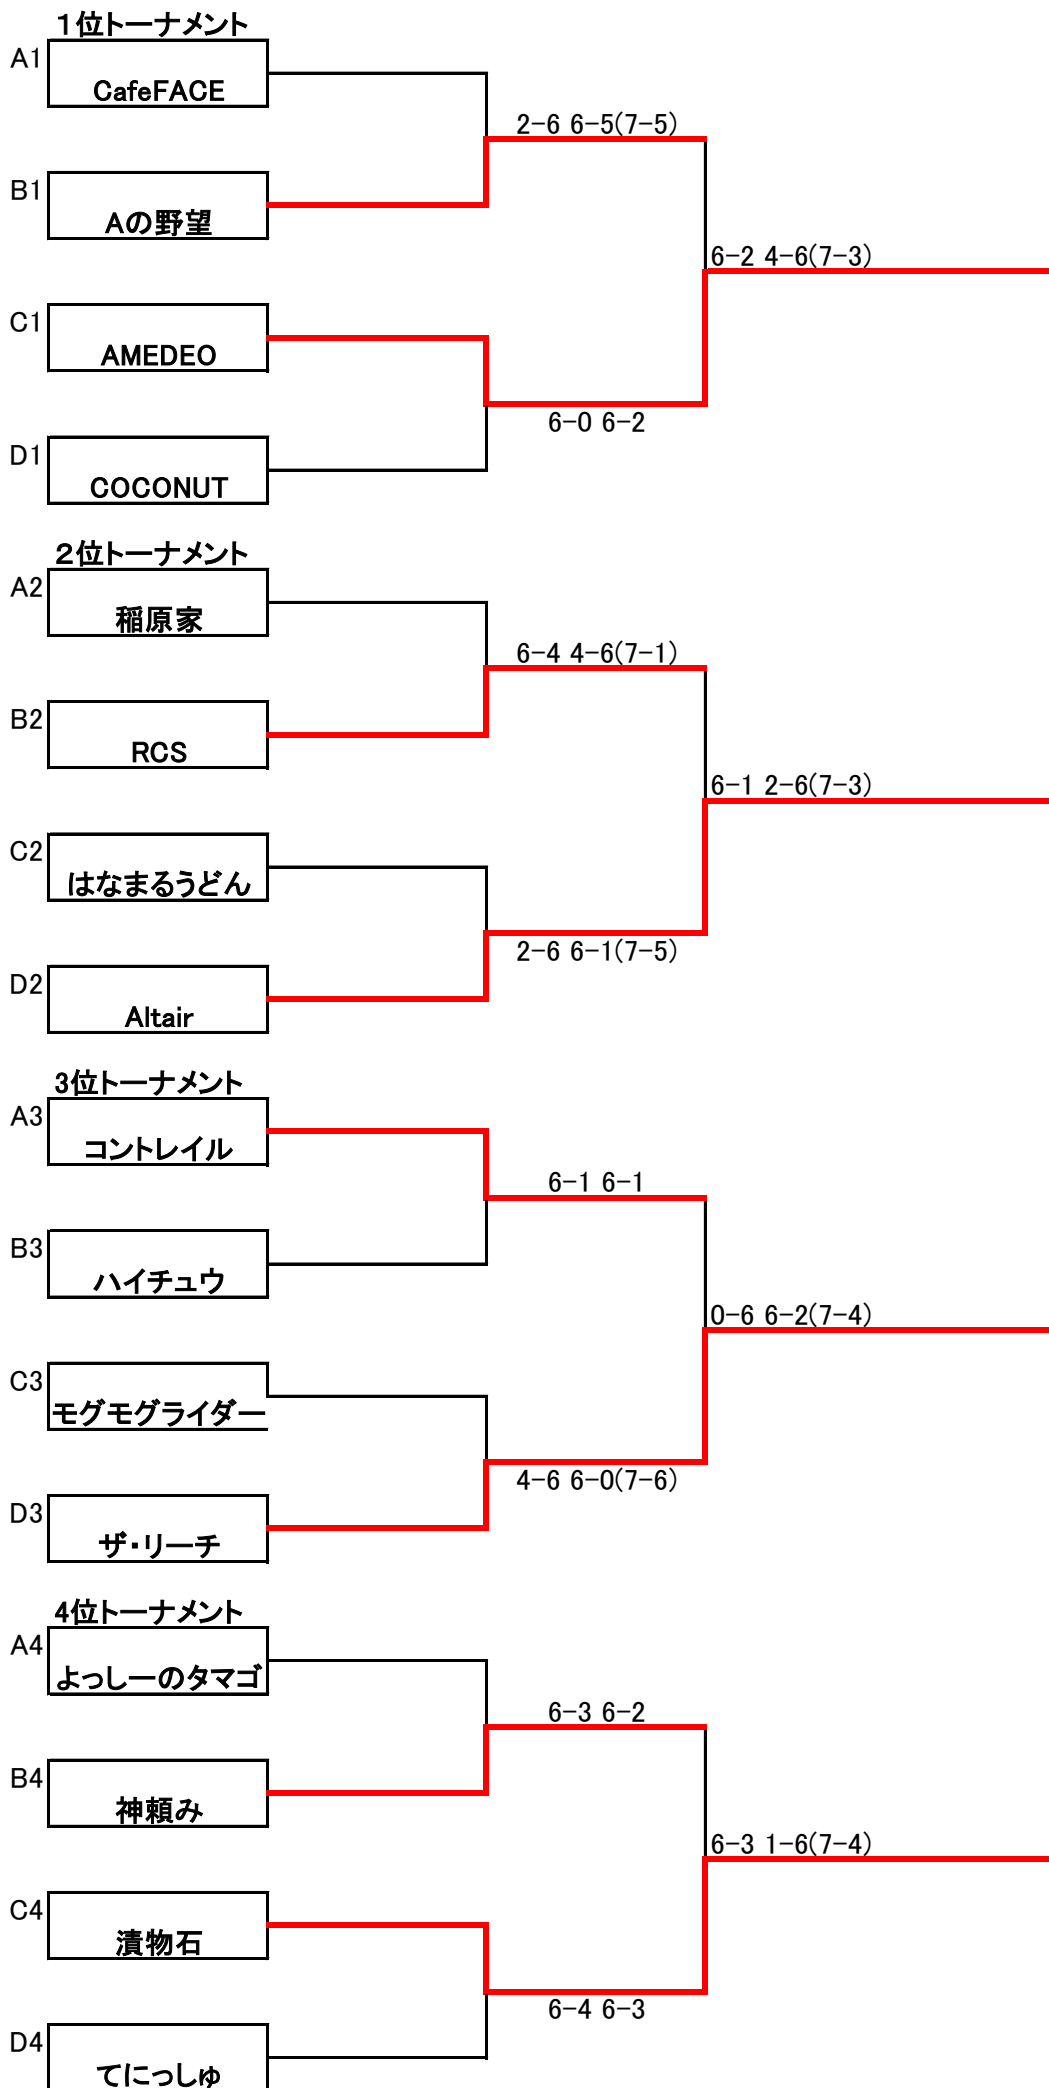 １位トーナメント
A1
CafeFACE
2-6 6-5(7-5)
B1
Aの野望
6-2 4-6(7-3)
C1
AMEDEO
6-0 6-2
D1
COCONUT
２位トーナメント
A2
稲原家
6-4 4-6(7-1)
B2
RCS
6-1 2-6(7-3)
C2
はなまるうどん
2-6 6-1(7-5)
D2
Altair
3位トーナメント
A3
コントレイル
6-1 6-1
B3
ハイチュウ
0-6 6-2(7-4)
C3
モグモグライダー
4-6 6-0(7-6)
D3
ザ・リーチ
4位トーナメント
A4
よっしーのタマゴ
6-3 6-2
B4
神頼み
6-3 1-6(7-4)
C4
漬物石
6-4 6-3
D4
てにっしゅ